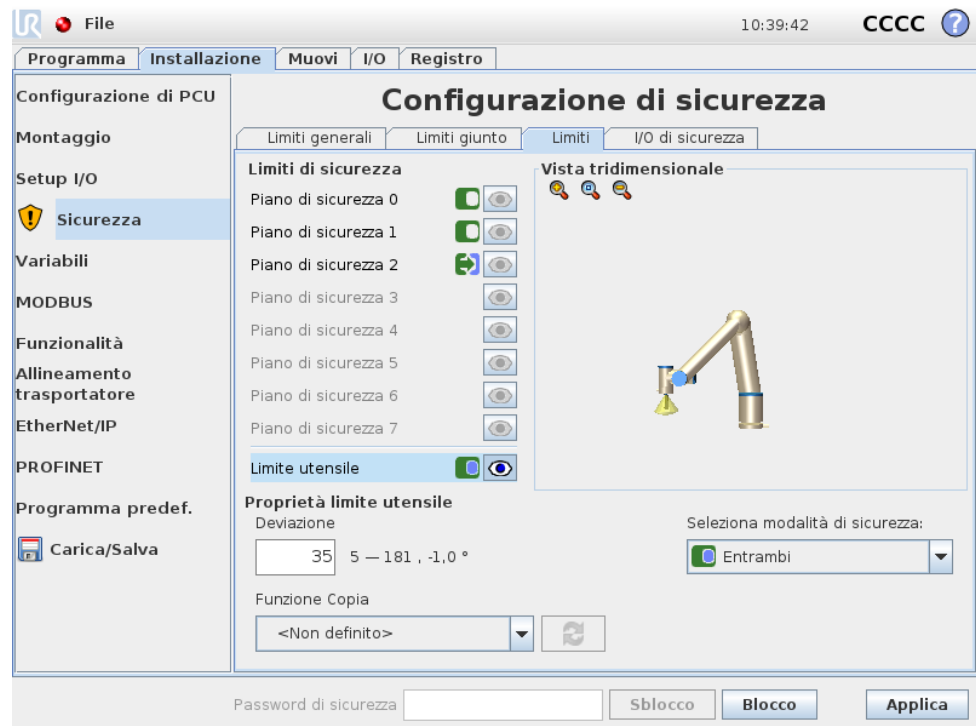 UR File 10:39:42 CCCC ?
Programma Installazione Muovi I/O Registro
Configurazione di PCU
Montaggio
Setup I/O
Sicurezza
Variabili
MODBUS
Funzionalità
Allineamento
trasportatore
EtherNet/IP
PROFINET
Programma predef.
Carica/Salva
Configurazione di sicurezza
Limiti generali Limiti giunto Limiti I/O di sicurezza
Limiti di sicurezza
Piano di sicurezza 0
Piano di sicurezza 1
Piano di sicurezza 2
Piano di sicurezza 3
Piano di sicurezza 4
Piano di sicurezza 5
Piano di sicurezza 6
Piano di sicurezza 7
Limite utensile
Vista tridimensionale
Proprietà limite utensile
Deviazione
35 5 — 181 , -1,0 °
Funzione Copia
<Non definito>
Seleziona modalità di sicurezza:
Entrambi
Password di sicurezza Sblocco Blocco Applica